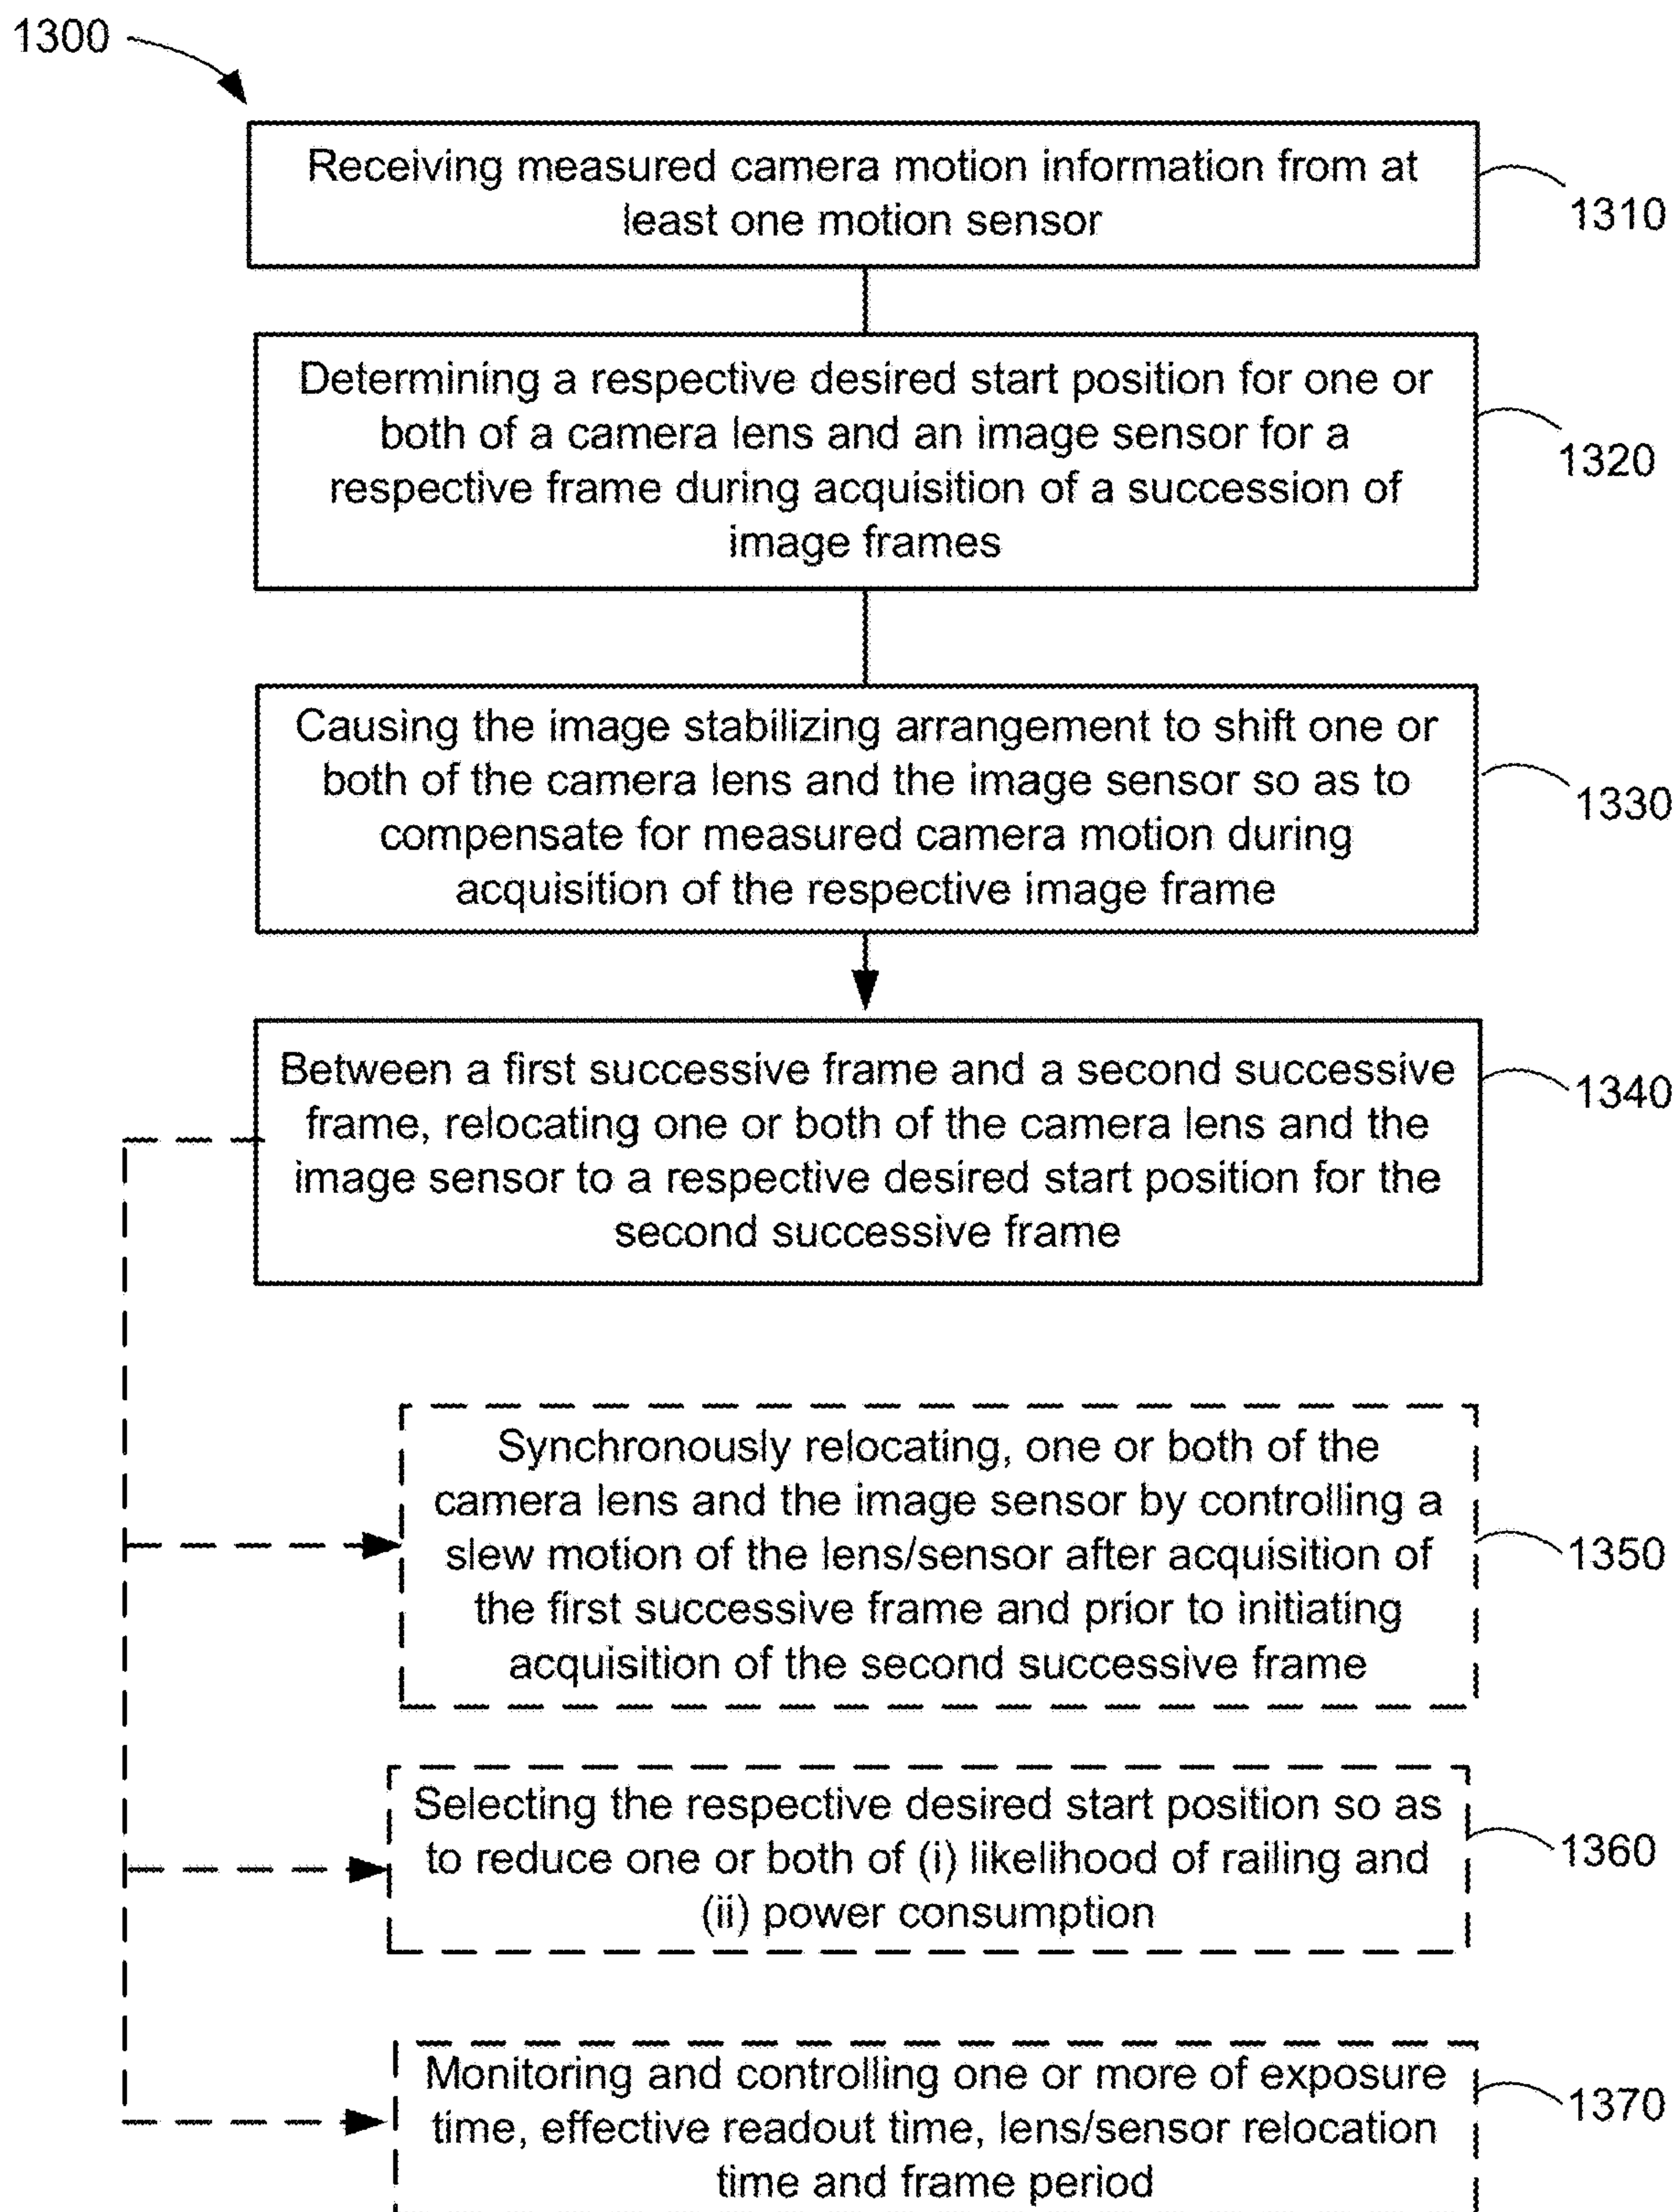 1300
Receiving measured camera motion information from at
least one motion sensor
1310
Determining a respective desired start position for one or
both of a camera lens and an image sensor for a
respective frame during acquisition of a succession of
image frames
1320
Causing the image stabilizing arrangement to shift one or
both of the camera lens and the image sensor so as to
compensate for measured camera motion during
acquisition of the respective image frame
1330
Between a first successive frame and a second successive
frame, relocating one or both of the camera lens and the
image sensor to a respective desired start position for the
second successive frame
1340
Synchronously relocating, one or both of the
camera lens and the image sensor by controlling a
slew motion of the lens/sensor after acquisition of
the first successive frame and prior to initiating
acquisition of the second successive frame
1350
Selecting the respective desired start position so as
to reduce one or both of (i) likelihood of railing and
(ii) power consumption
1360
Monitoring and controlling one or more of exposure
time, effective readout time, lens/sensor relocation
time and frame period
1370